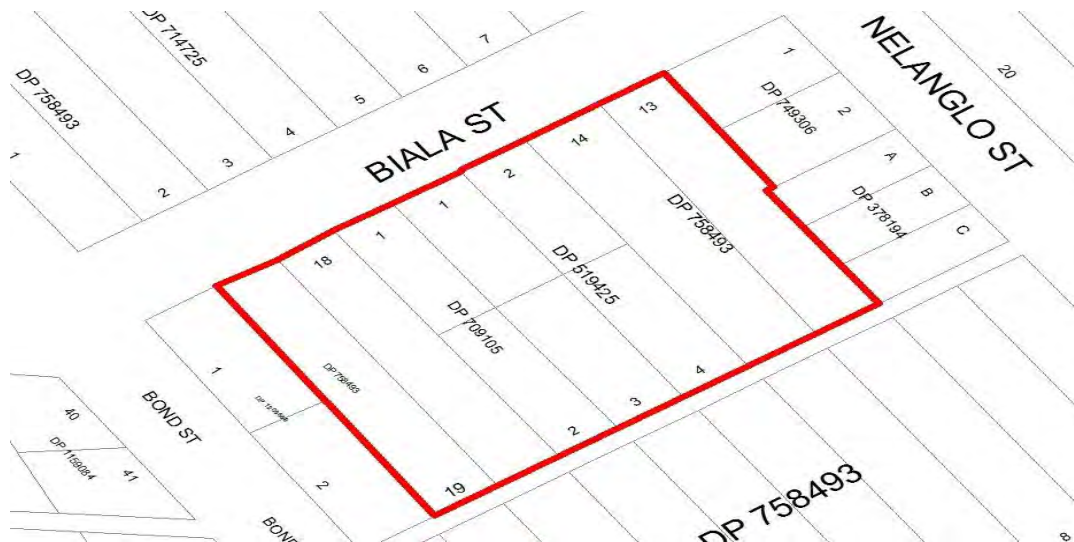 DP 714725
7
6
5
4
3
2
1
DP 758493
BIALA ST
NELANGLO ST
20
1
DP 749306
2
A
B
C
DP 378194
13
14
DP 758493
2
1
DP 519425
1
DP 709105
18
DP 758493
19
2
3
4
1
2
BOND ST
BOND
40
DP 1159084
41
DP 758493
8